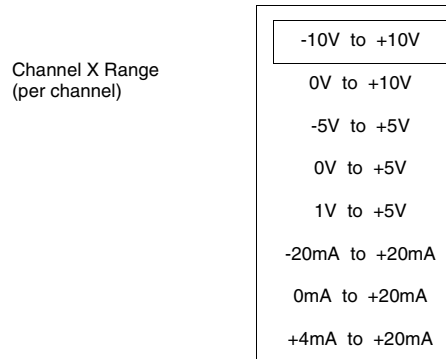 Channel X Range
(per channel)
-10V to +10V
0V to +10V
-5V to +5V
0V to +5V
1V to +5V
-20mA to +20mA
0mA to +20mA
+4mA to +20mA